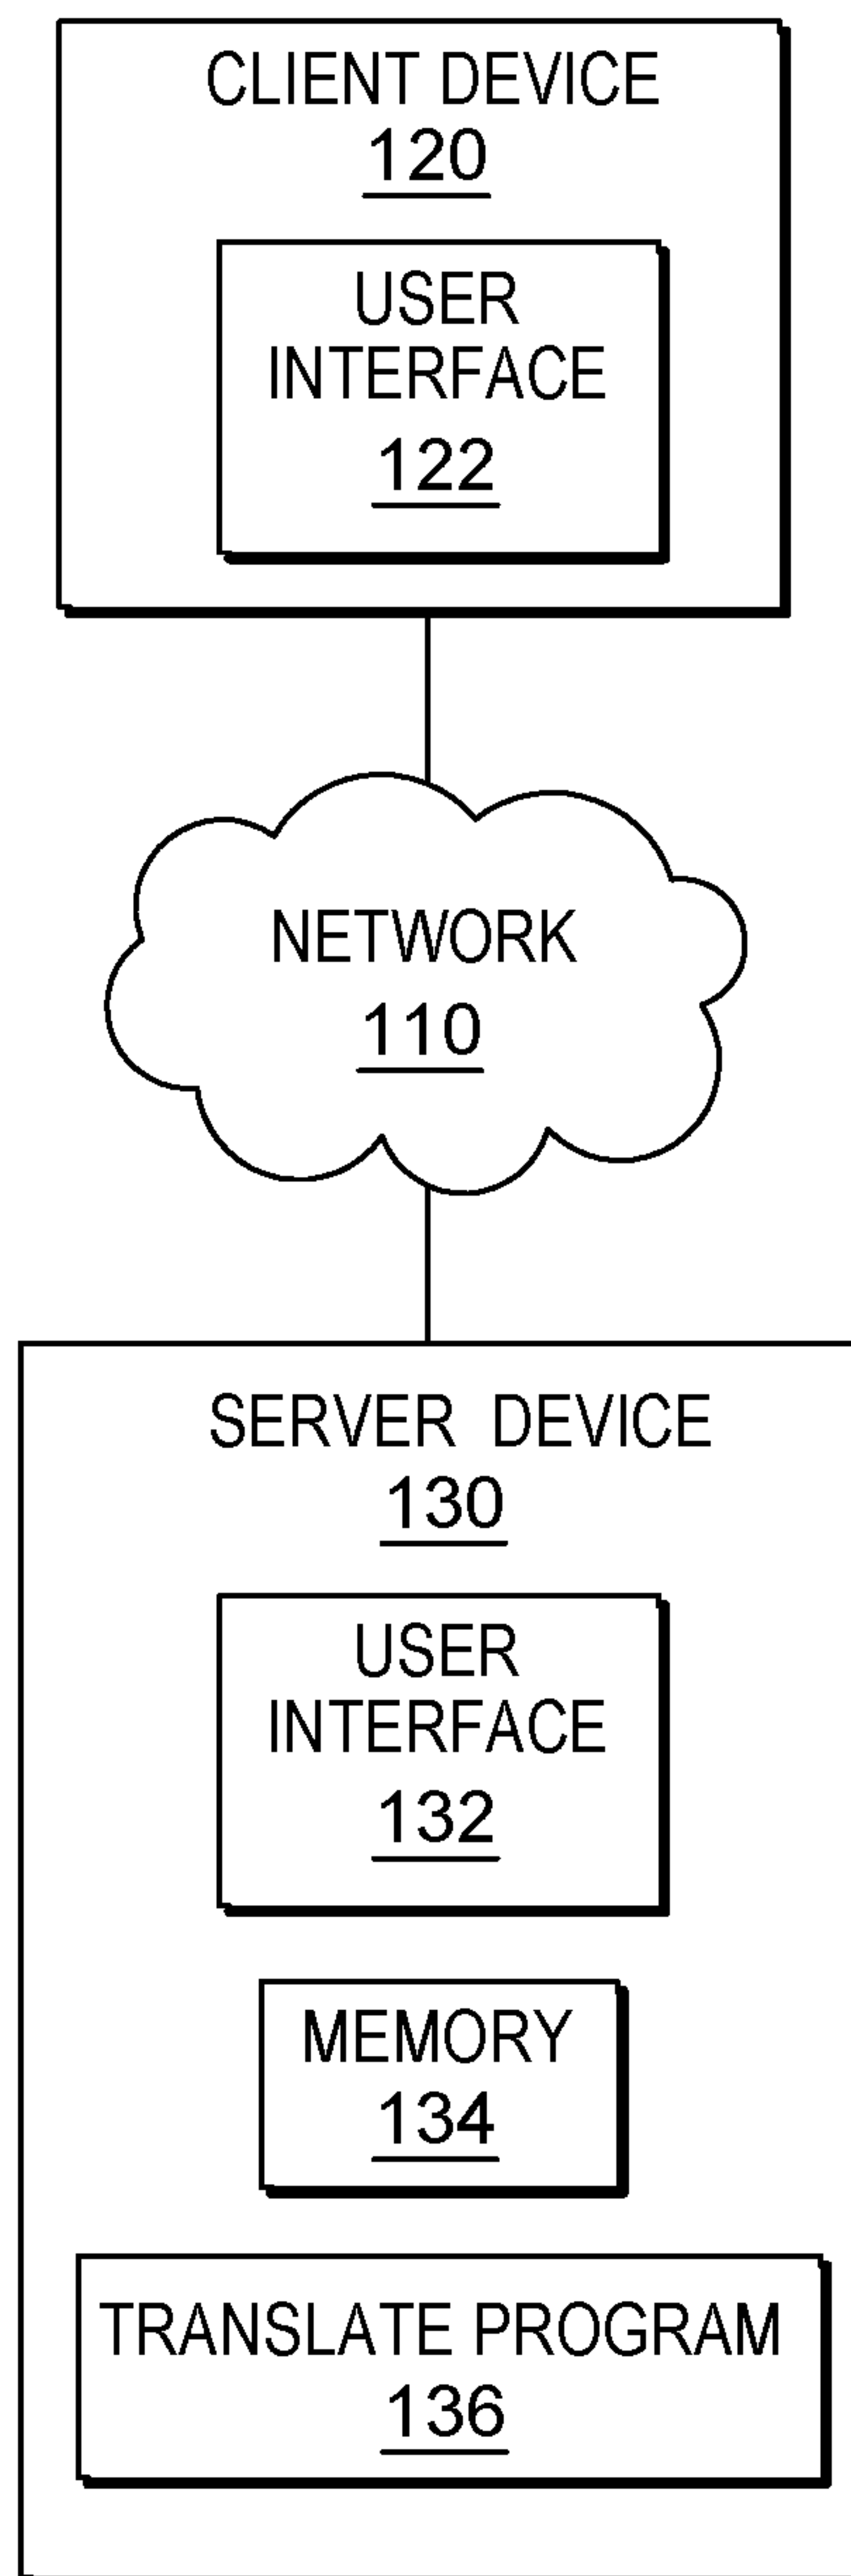 CLIENT DEVICE
120
USER
INTERFACE
122
NETWORK
110
SERVER DEVICE
130
USER
INTERFACE
132
MEMORY
134
TRANSLATE PROGRAM
136